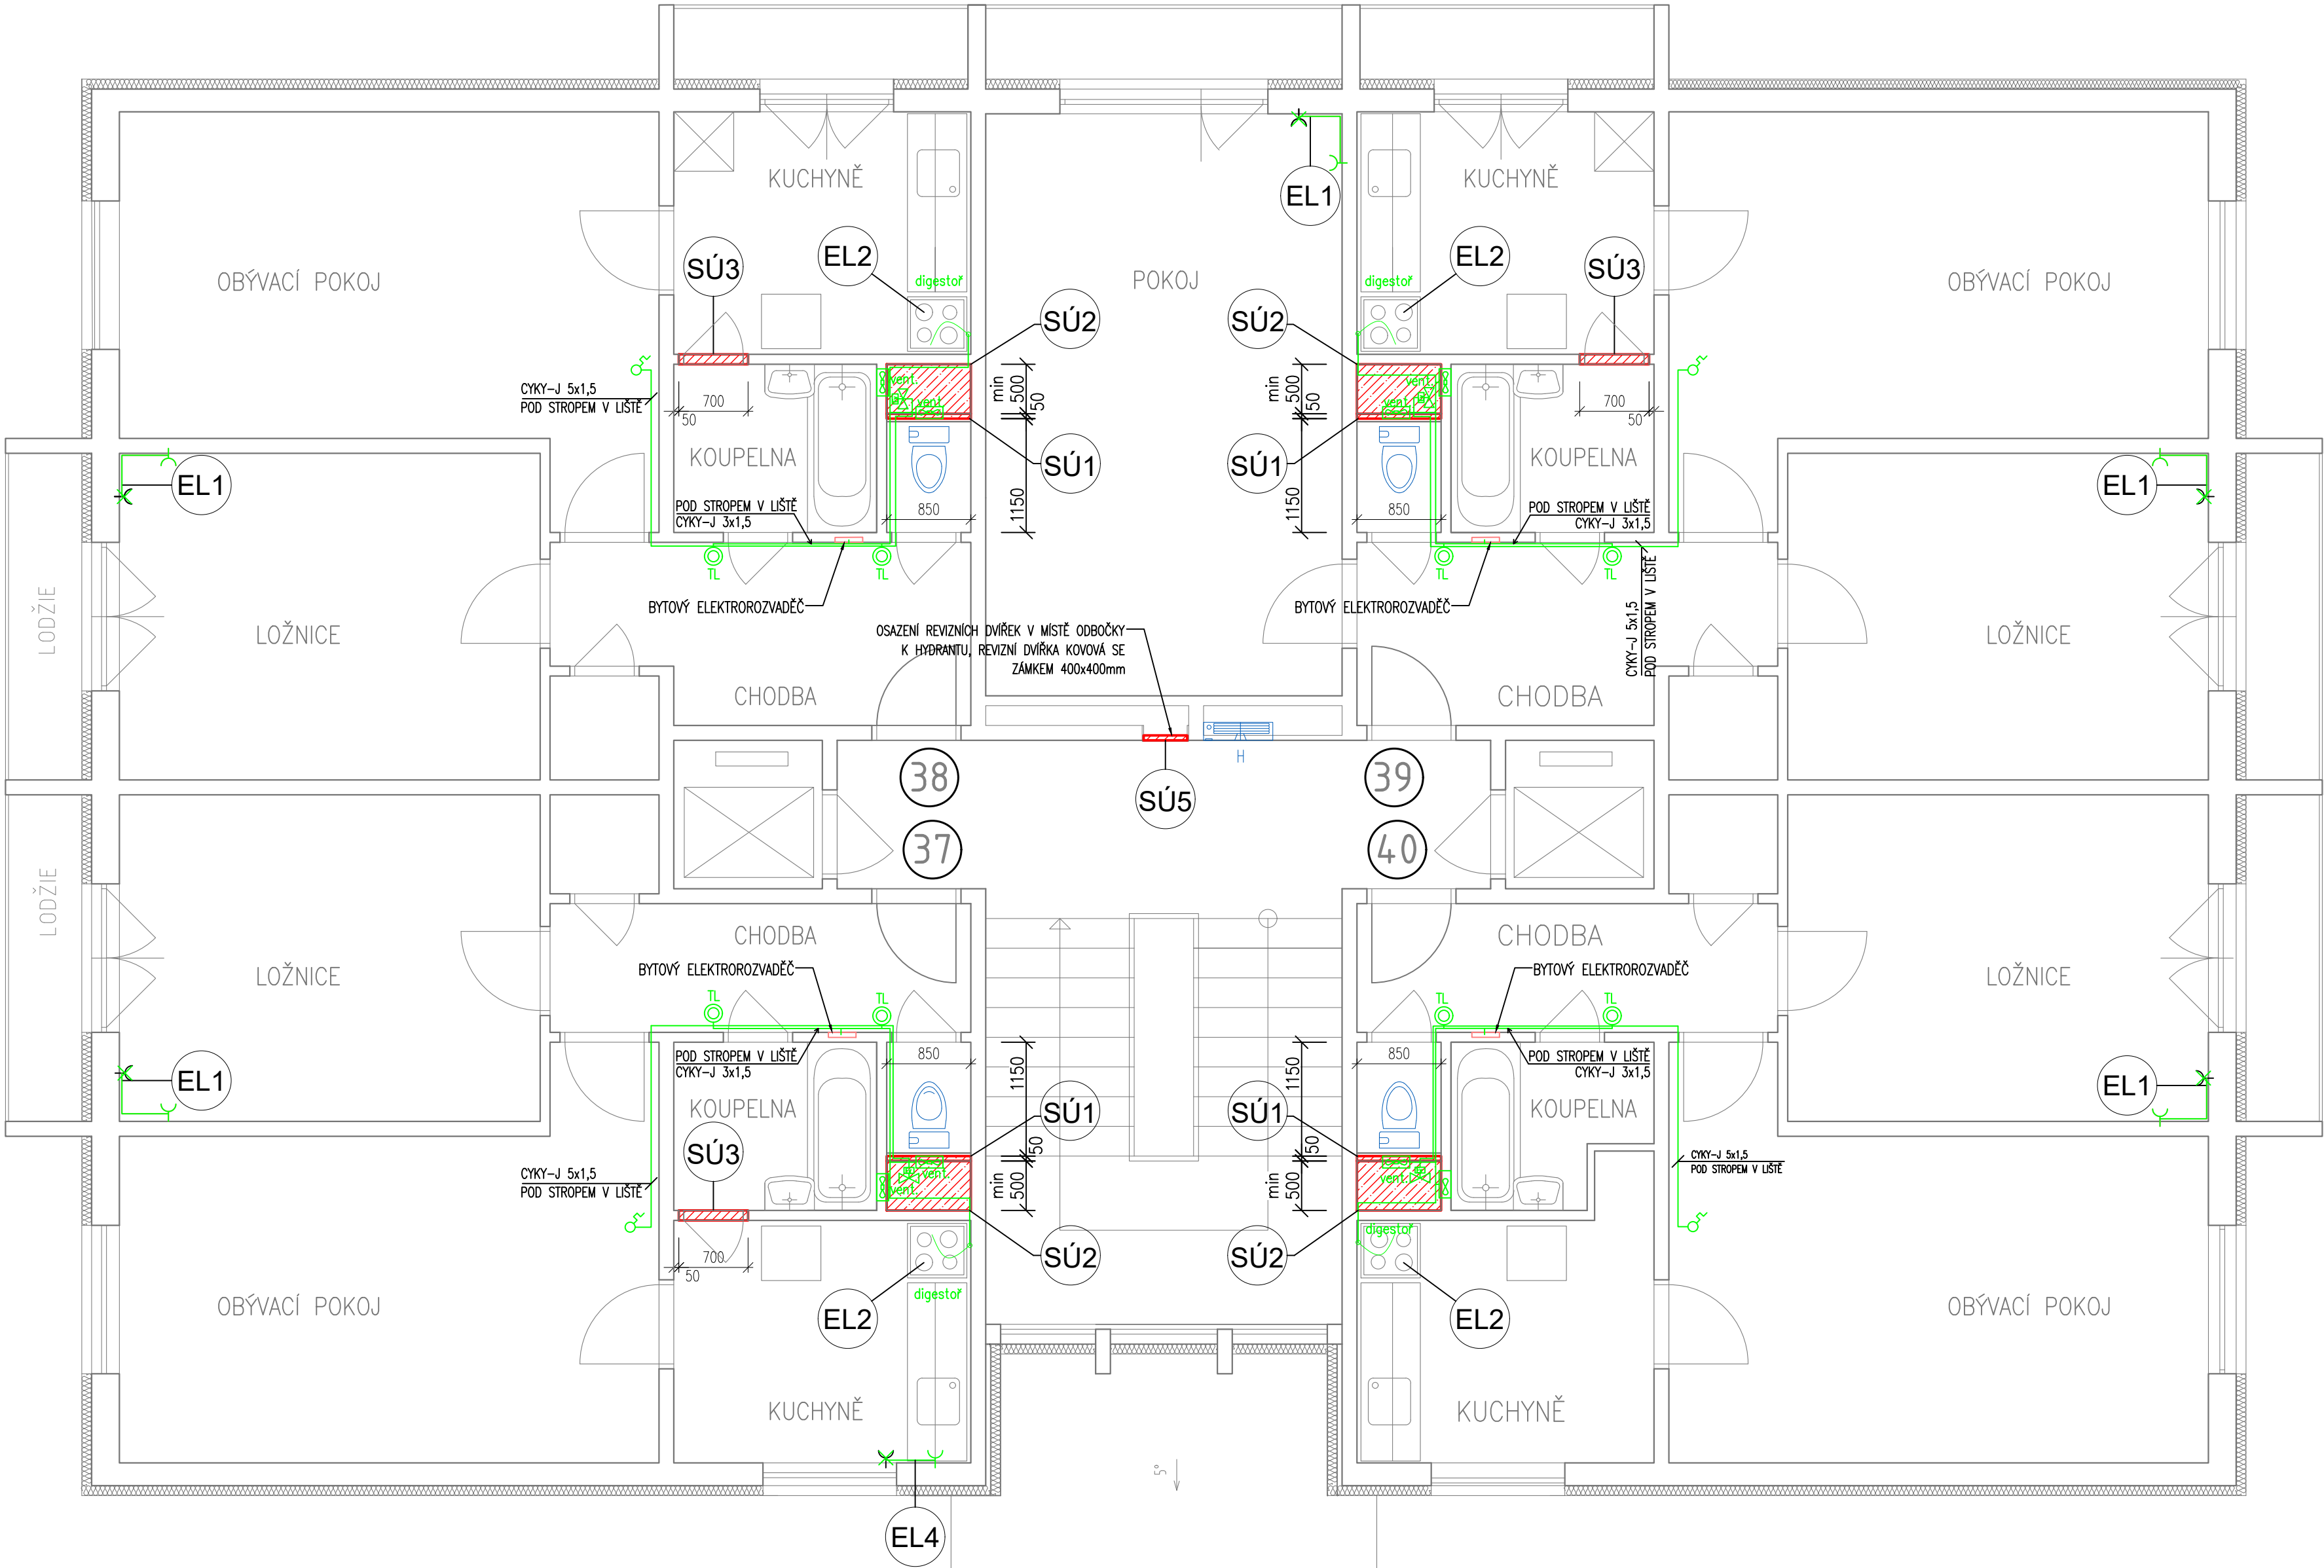 KUCHYNĚ
KUCHYNĚ
EL1
SÚ3
EL2
EL2
SÚ3
OBÝVACÍ POKOJ
digestoř
POKOJ
digestoř
OBÝVACÍ POKOJ
SÚ2
SÚ2
CYKY-J 5x1,5
POD STROPEM V LIŠTĚ
700
50
vent.
vent.
min
500
50
min
500
50
vent.
vent.
700
50
EL1
KOUPELNA
SÚ1
SÚ1
KOUPELNA
EL1
POD STROPEM V LIŠTĚ
CYKY-J 3x1,5
850
1150
1150
850
POD STROPEM V LIŠTĚ
CYKY-J 3x1,5
TL
TL
TL
TL
LODŽIE
LOŽNICE
BYTOVÝ ELEKTROROZVADĚČ
BYTOVÝ ELEKTROROZVADĚČ
CYKY-J 5x1,5
POD STROPEM V LIŠTĚ
LOŽNICE
OSAZENÍ REVIZNÍCH DVÍŘEK V MÍSTĚ ODBOČKY
K HYDRANTU, REVIZNÍ DVÍŘKA KOVOVÁ SE
ZÁMKEM 400x400mm
CHODBA
CHODBA
H
38
SÚ5
39
37
40
LODŽIE
CHODBA
CHODBA
LOŽNICE
BYTOVÝ ELEKTROROZVADĚČ
BYTOVÝ ELEKTROROZVADĚČ
LOŽNICE
TL
TL
TL
TL
POD STROPEM V LIŠTĚ
CYKY-J 3x1,5
850
1150
1150
850
POD STROPEM V LIŠTĚ
CYKY-J 3x1,5
EL1
KOUPELNA
SÚ1
SÚ1
KOUPELNA
EL1
SÚ3
50
50
CYKY-J 5x1,5
POD STROPEM V LIŠTĚ
vent.
vent.
min
500
min
500
vent.
CYKY-J 5x1,5
POD STROPEM V LIŠTĚ
700
50
SÚ2
SÚ2
digestoř
OBÝVACÍ POKOJ
EL2
digestoř
EL2
OBÝVACÍ POKOJ
KUCHYNĚ
KUCHYNĚ
5°
EL4